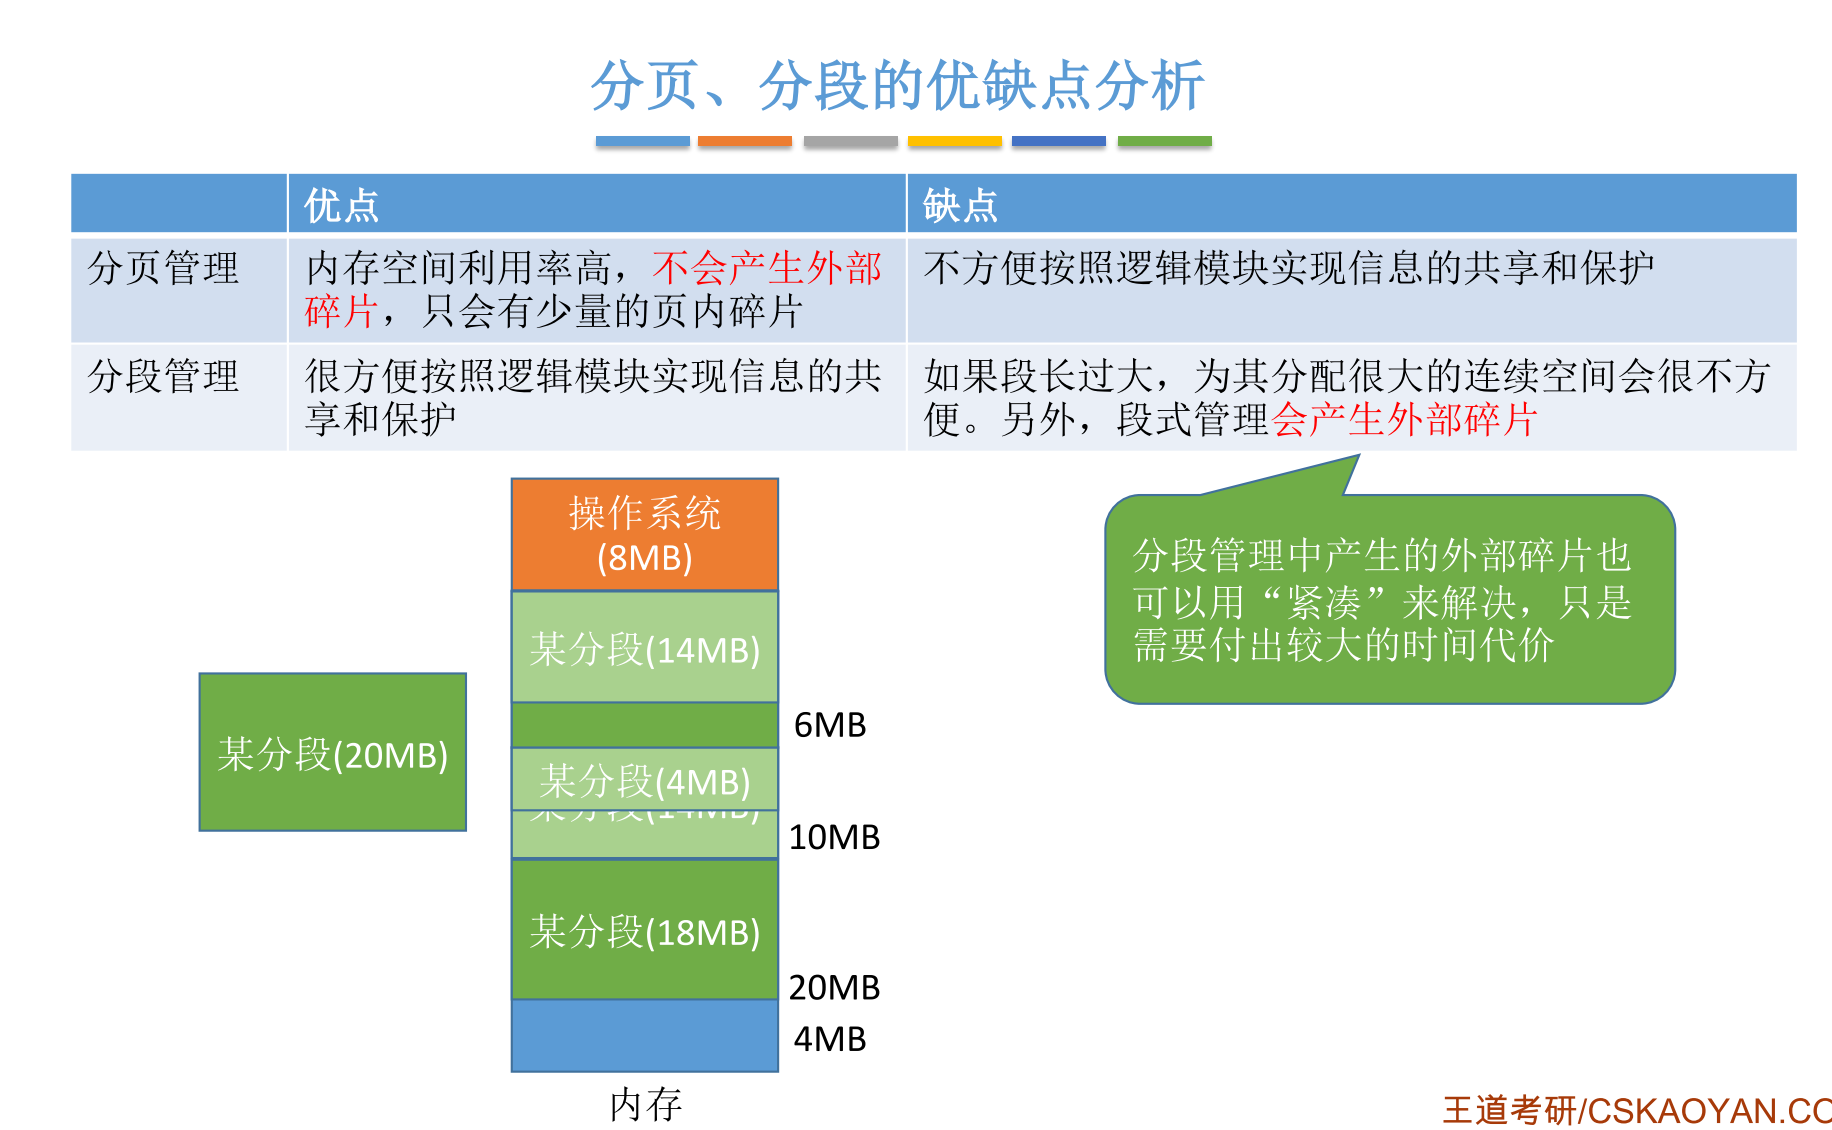 分页、分段的优缺点分析
优点
缺点
分页管理
内存空间利用率高，不会产生外部
碎片，只会有少量的页内碎片
不方便按照逻辑模块实现信息的共享和保护
分段管理
很方便按照逻辑模块实现信息的共
享和保护
如果段长过大，为其分配很大的连续空间会很不方
便。另外，段式管理会产生外部碎片
操作系统
(8MB)
分段管理中产生的外部碎片也
可以用“紧凑”来解决，只是
需要付出较大的时间代价
某分段(14MB)
6MB
某分段(20MB)
某分段(4MB)
某分段(14MB)
10MB
某分段(18MB)
20MB
4MB
内存
王道考研/CSKAOYAN.CO